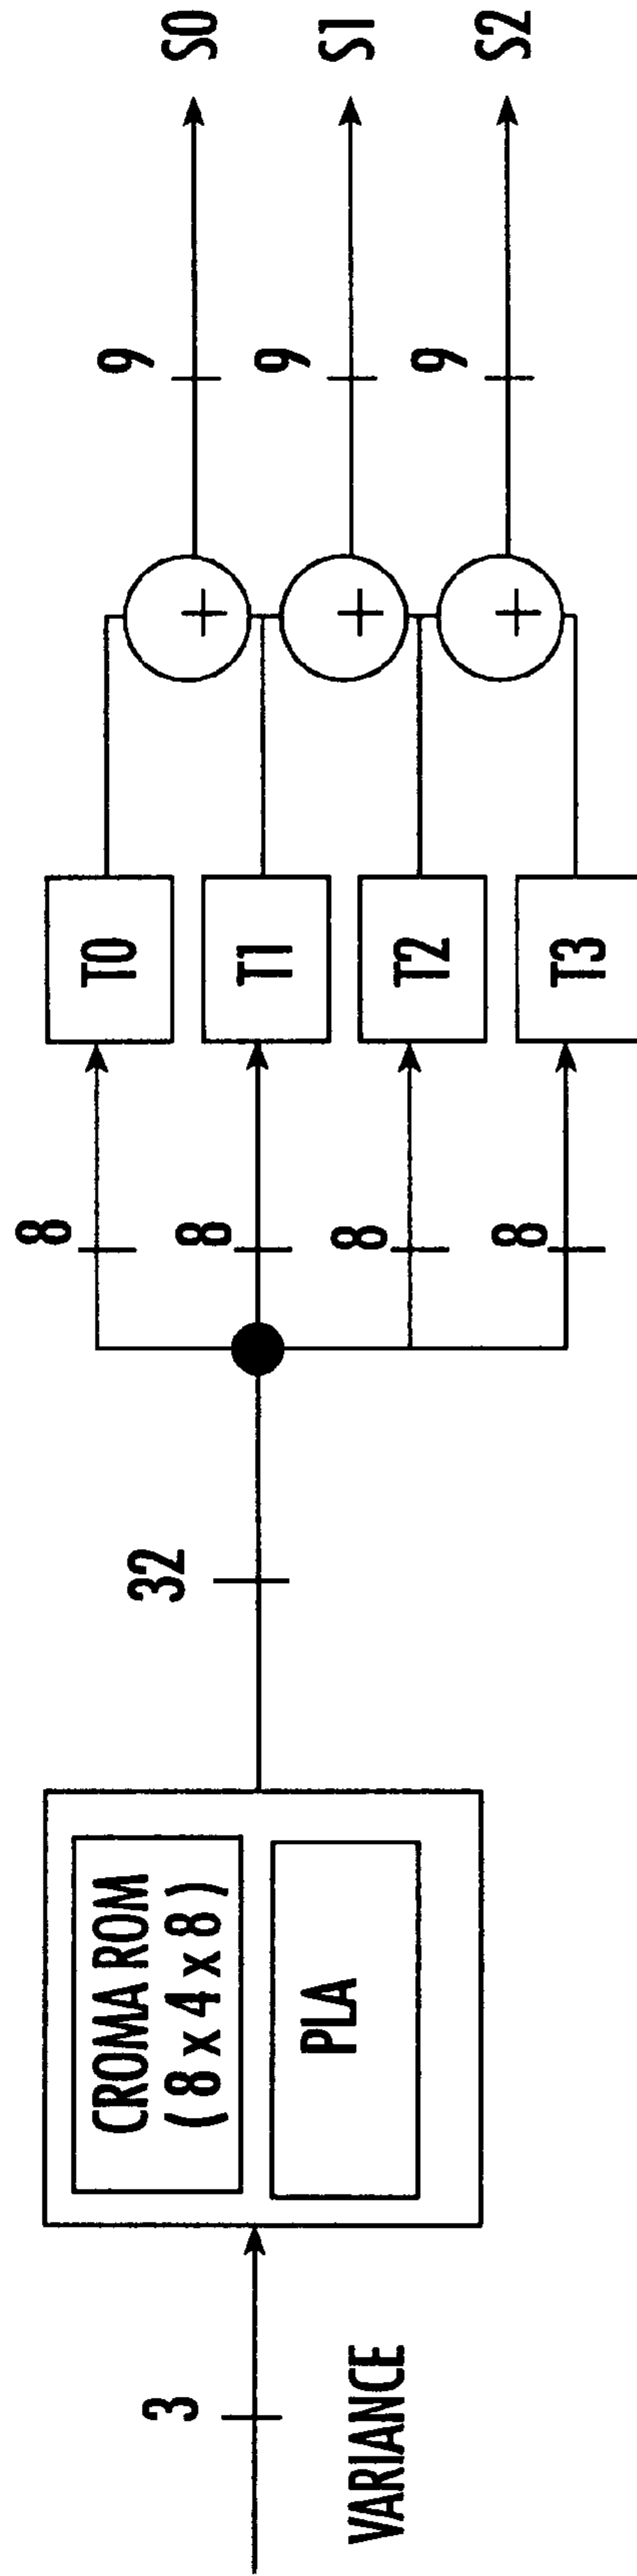 3
VARIANCE
CROMA ROM
( 8 x 4 x 8 )
PLA
32
8
8
8
8
T0
T1
T2
T3
+
+
+
9
9
9
S0
S1
S2